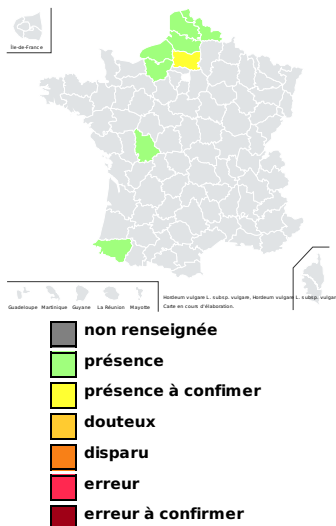 Île-de-France
Guadeloupe Martinique Guyane La Réunion Mayotte
Hordeum vulgare L. subsp. vulgare, Hordeum vulgare L. subsp. vulgar
Carte en cours d'élaboration.
non renseignée
présence
présence à confimer
douteux
disparu
erreur
erreur à confirmer